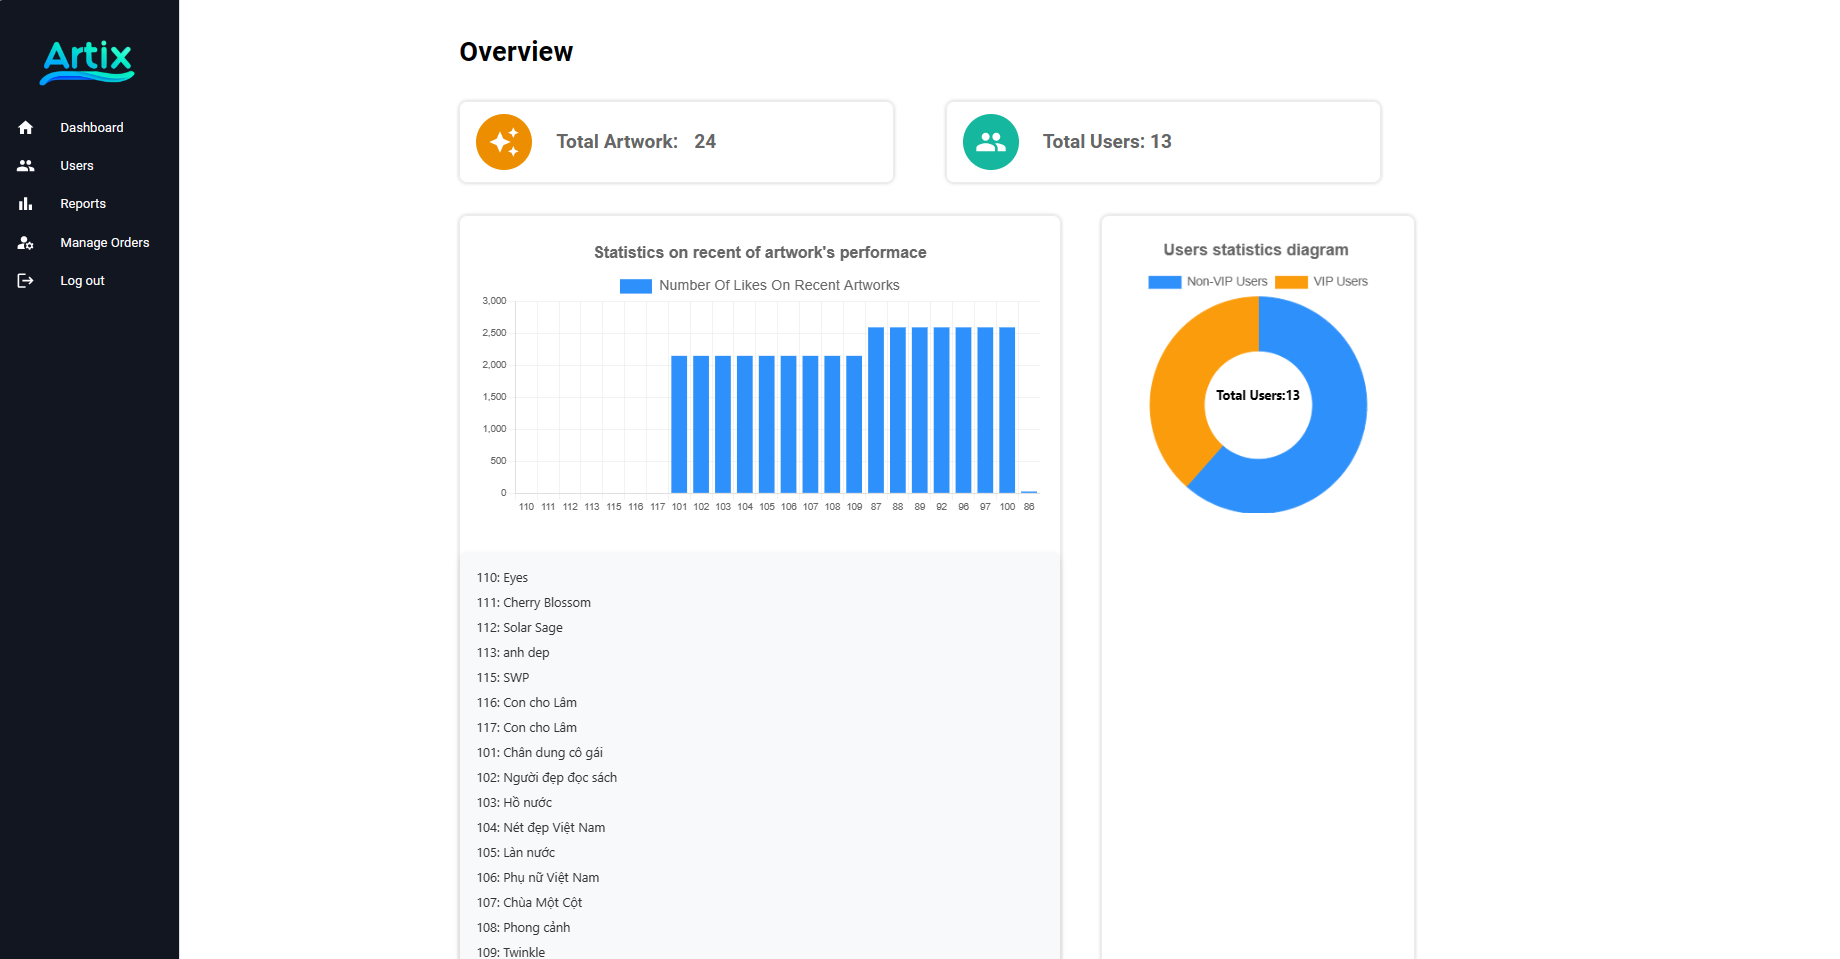 Artix
Dashboard
Users
Reports
Manage Orders
Log out
Overview
Total Artwork: 24
Total Users: 13
Statistics on recent of artwork's performace
Number Of Likes On Recent Artworks
3,000
2,500
2,000
1,500
1,000
500
0
110 111 112 113 115 116 117 101 102 103 104 105 106 107 108 109 87 88 89 92 96 97 100 86
110: Eyes
111: Cherry Blossom
112: Solar Sage
113: anh dep
115: SWP
116: Con cho Lâm
117: Con cho Lâm
101: Chân dung cô gái
102: Người đẹp đọc sách
103: Hồ nước
104: Nét đẹp Việt Nam
105: Làn nước
106: Phụ nữ Việt Nam
107: Chùa Một Cột
108: Phong cảnh
109: Twinkle
Users statistics diagram
Non-VIP Users VIP Users
Total Users:13